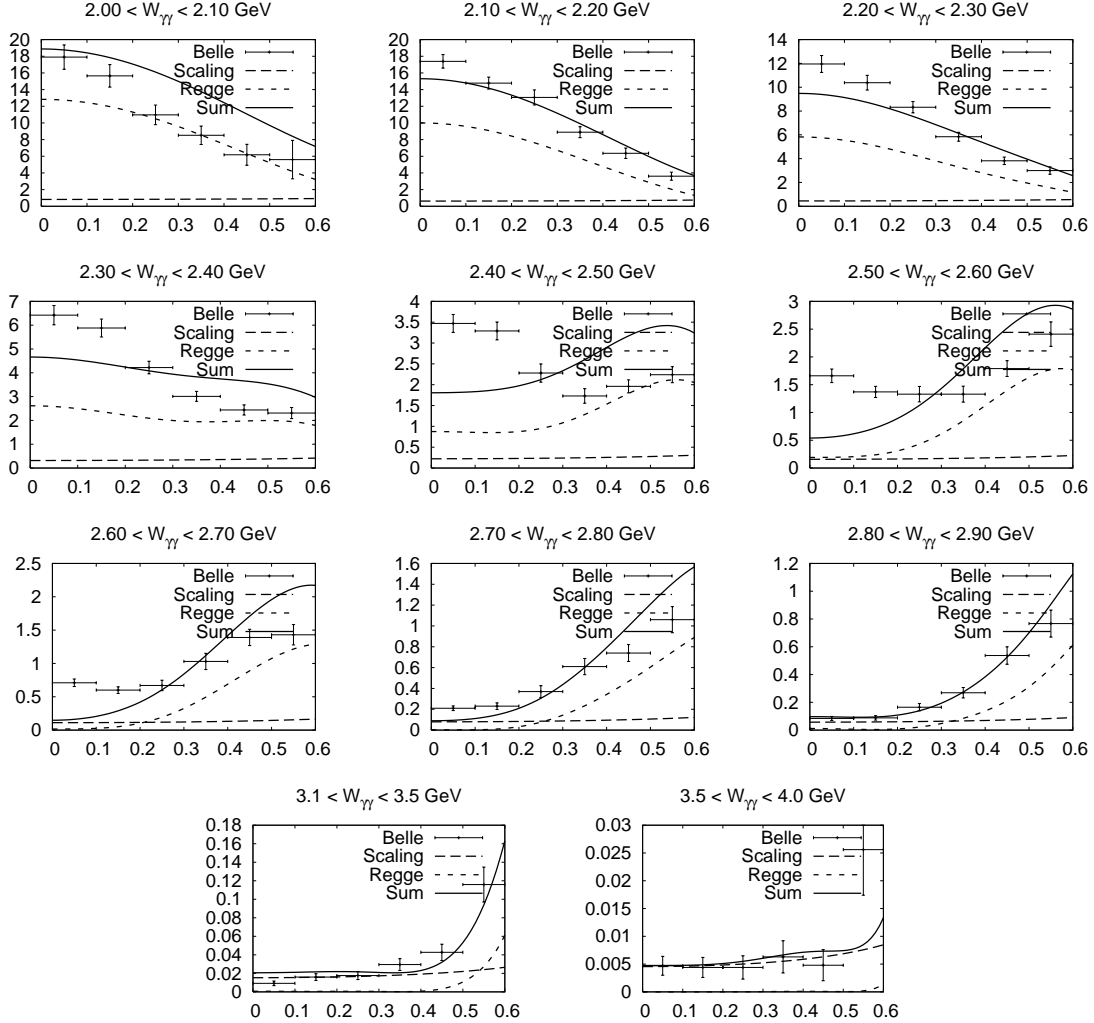 2.00 < Wγγ < 2.10 GeV
20
18
16
14
12
10
8
6
4
2
0
0 0.1 0.2 0.3 0.4 0.5 0.6
Belle
Scaling
Regge
Sum
2.10 < Wγγ < 2.20 GeV
20
18
16
14
12
10
8
6
4
2
0
0 0.1 0.2 0.3 0.4 0.5 0.6
Belle
Scaling
Regge
Sum
2.20 < Wγγ < 2.30 GeV
14
12
10
8
6
4
2
0
0 0.1 0.2 0.3 0.4 0.5 0.6
Belle
Scaling
Regge
Sum
2.30 < Wγγ < 2.40 GeV
7
6
5
4
3
2
1
0
0 0.1 0.2 0.3 0.4 0.5 0.6
Belle
Scaling
Regge
Sum
2.40 < Wγγ < 2.50 GeV
4
3.5
3
2.5
2
1.5
1
0.5
0
0 0.1 0.2 0.3 0.4 0.5 0.6
Belle
Scaling
Regge
Sum
2.50 < Wγγ < 2.60 GeV
3
2.5
2
1.5
1
0.5
0
0 0.1 0.2 0.3 0.4 0.5 0.6
Belle
Scaling
Regge
Sum
2.60 < Wγγ < 2.70 GeV
2.5
2
1.5
1
0.5
0
0 0.1 0.2 0.3 0.4 0.5 0.6
Belle
Scaling
Regge
Sum
2.70 < Wγγ < 2.80 GeV
1.6
1.4
1.2
1
0.8
0.6
0.4
0.2
0
0 0.1 0.2 0.3 0.4 0.5 0.6
Belle
Scaling
Regge
Sum
2.80 < Wγγ < 2.90 GeV
1.2
1
0.8
0.6
0.4
0.2
0
0 0.1 0.2 0.3 0.4 0.5 0.6
Belle
Scaling
Regge
Sum
3.1 < Wγγ < 3.5 GeV
0.18
0.16
0.14
0.12
0.1
0.08
0.06
0.04
0.02
0
0 0.1 0.2 0.3 0.4 0.5 0.6
Belle
Scaling
Regge
Sum
3.5 < Wγγ < 4.0 GeV
0.03
0.025
0.02
0.015
0.01
0.005
0
0 0.1 0.2 0.3 0.4 0.5 0.6
Belle
Scaling
Regge
Sum